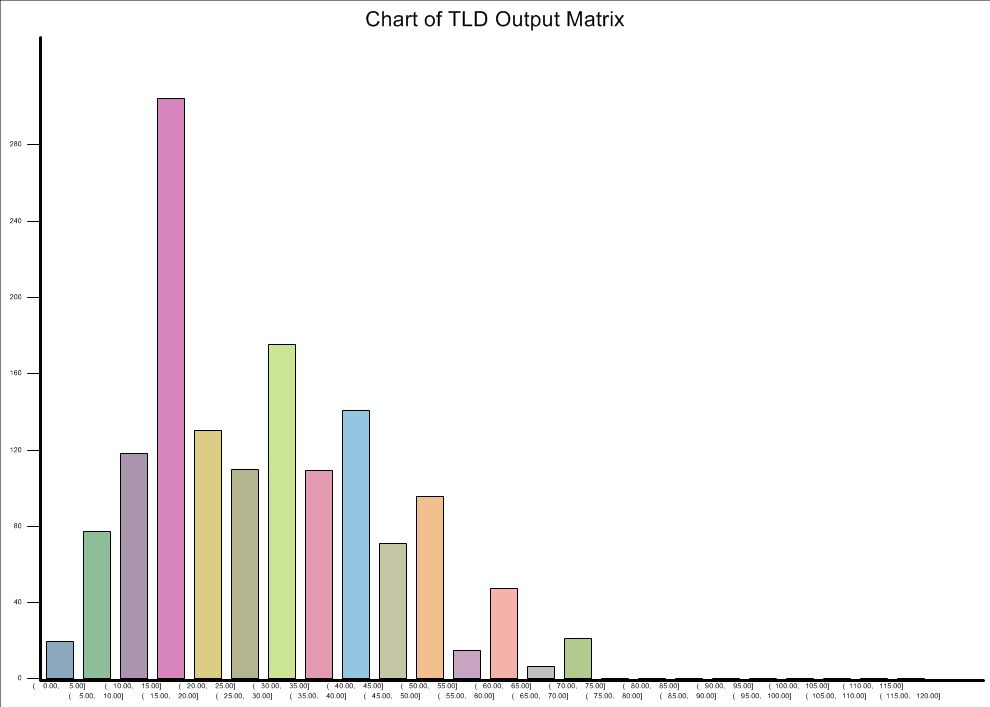 Chart of TLD Output Matrix
280
240
200
160
120
80
40
0
( 0.00, 5.00] ( 10.00, 15.00] ( 20.00, 25.00] ( 30.00, 35.00] ( 40.00, 45.00] ( 50.00, 55.00] ( 60.00, 65.00] ( 70.00, 75.00] ( 80.00, 85.00] ( 90.00, 95.00] ( 100.00, 105.00] ( 110.00, 115.00]
( 5.00, 10.00] ( 15.00, 20.00] ( 25.00, 30.00] ( 35.00, 40.00] ( 45.00, 50.00] ( 55.00, 60.00] ( 65.00, 70.00] ( 75.00, 80.00] ( 85.00, 90.00] ( 95.00, 100.00] ( 105.00, 110.00] ( 115.00, 120.00]